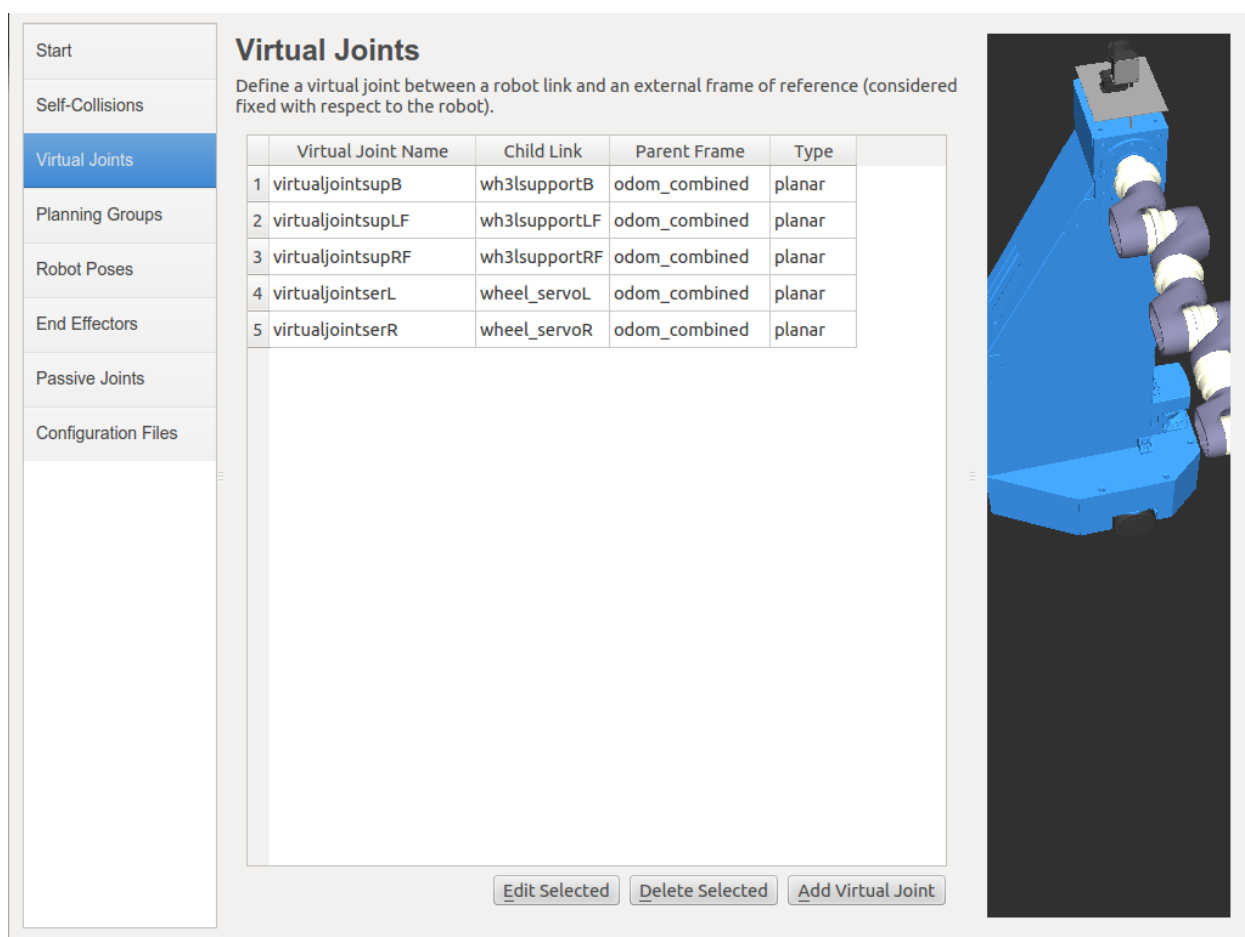 Start
Self-Collisions
Virtual Joints
Planning Groups
Robot Poses
End Effectors
Passive Joints
Configuration Files
Virtual Joints
Define a virtual joint between a robot link and an external frame of reference (considered
fixed with respect to the robot).
Virtual Joint Name Child Link Parent Frame Type
1 virtualjointsupB wh3lsupportB odom_combined planar
2 virtualjointsupLF wh3lsupportLF odom_combined planar
3 virtualjointsupRF wh3lsupportRF odom_combined planar
4 virtualjointserL wheel_servoL odom_combined planar
5 virtualjointserR wheel_servoR odom_combined planar
Edit Selected Delete Selected Add Virtual Joint